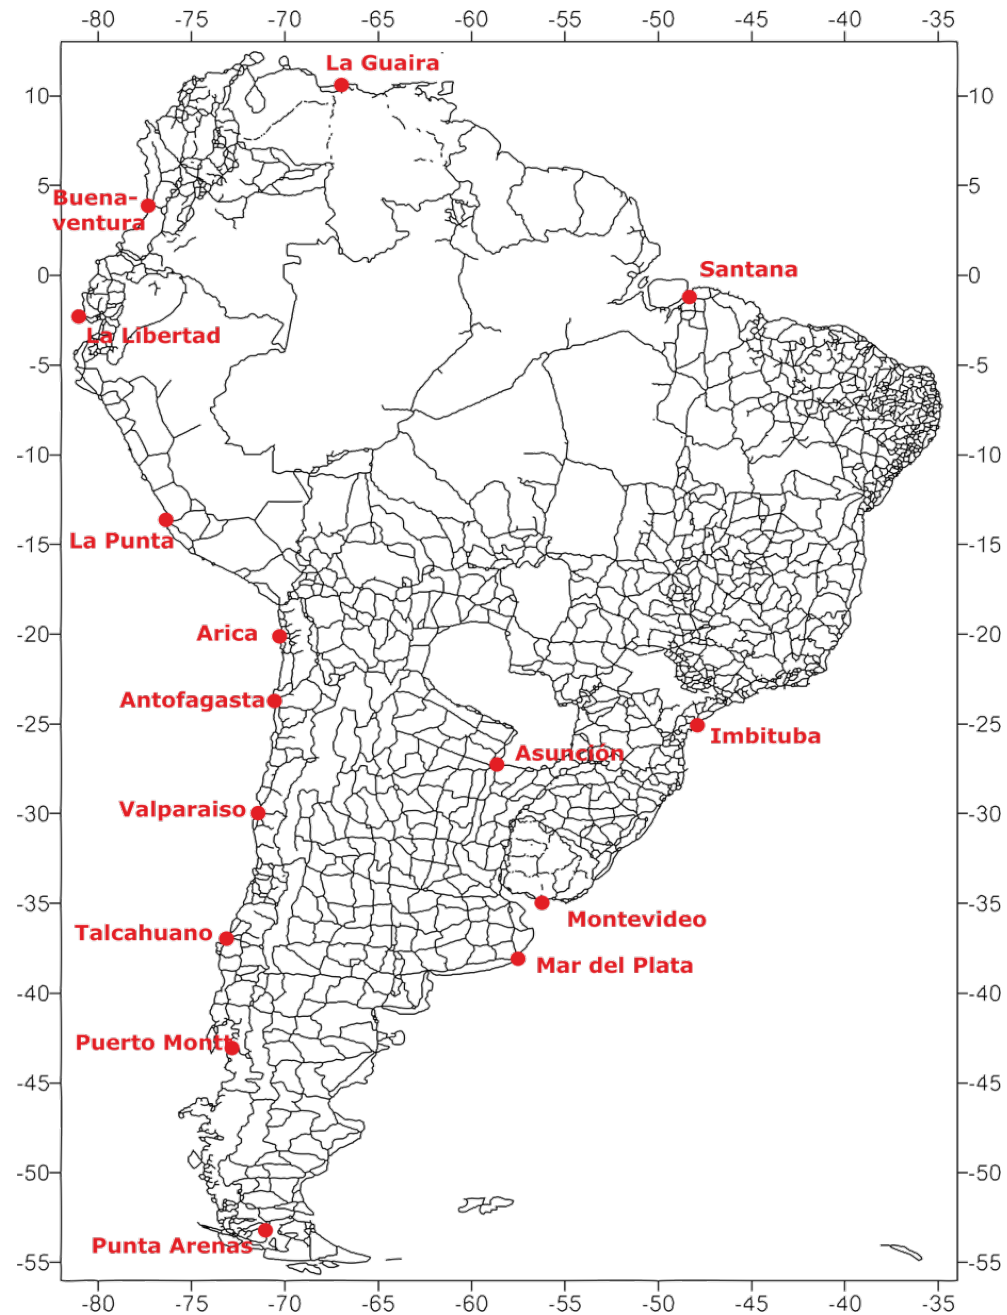 -80 -75 -70 -65 -60 -55 -50 -45 -40 -35
La Guaira
10 10
5 5
Buena-
ventura
Santana
0 0
La Libertad
-5 -5
-10 -10
La Punta
-15 -15
Arica
-20 -20
Antofagasta
-25 -25
Imbituba
Asunción
Valparaiso
-30 -30
-35 -35
Montevideo
Talcahuano
Mar del Plata
-40 -40
Puerto Montt
-45 -45
-50 -50
Punta Arenas
-55 -55
-80 -75 -70 -65 -60 -55 -50 -45 -40 -35